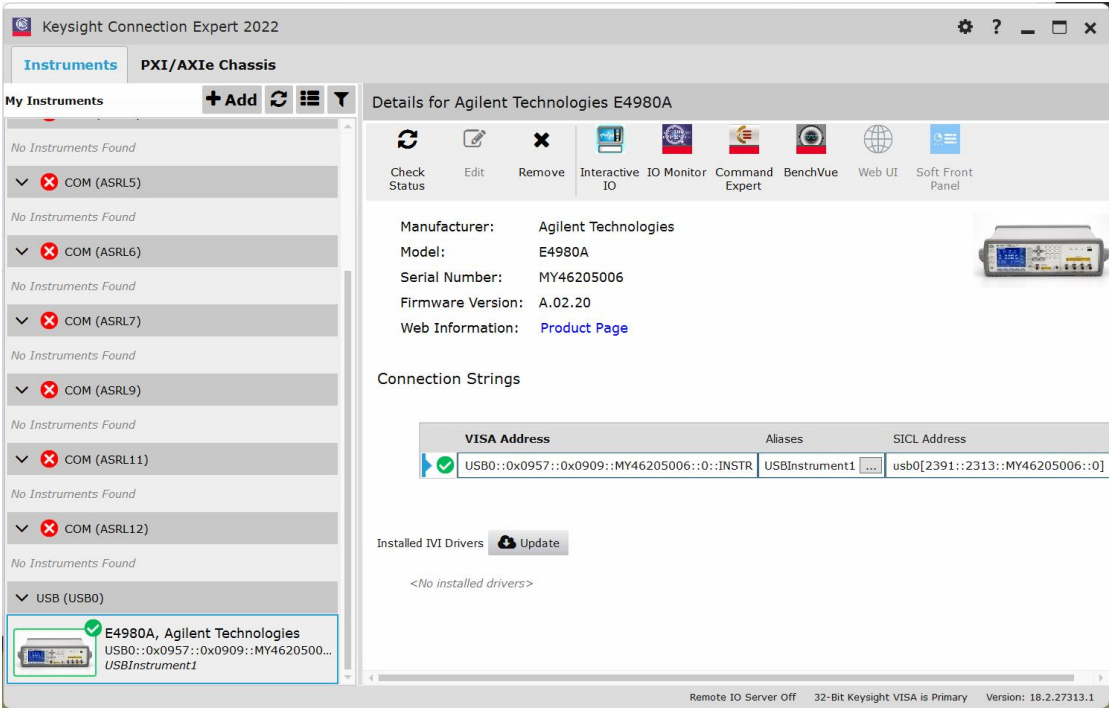 Keysight Connection Expert 2022
Instruments
PXI/AXIe Chassis
My Instruments
Add
No Instruments Found
COM (ASRL5)
No Instruments Found
COM (ASRL6)
No Instruments Found
COM (ASRL7)
No Instruments Found
COM (ASRL9)
No Instruments Found
COM (ASRL11)
No Instruments Found
COM (ASRL12)
No Instruments Found
USB (USB0)
E4980A, Agilent Technologies
USB0::0x0957::0x0909::MY4620500...
USBInstrument1
Details for Agilent Technologies E4980A
Check Status
Edit
Remove
Interactive IO
IO Monitor
Command Expert
BenchVue
Web UI
Soft Front Panel
Manufacturer: Agilent Technologies
Model: E4980A
Serial Number: MY46205006
Firmware Version: A.02.20
Web Information: Product Page
Connection Strings
VISA Address Aliases SICL Address
USB0::0x0957::0x0909::MY46205006::0::INSTR USBInstrument1 ... usb0[2391::2313::MY46205006::0]
Installed IVI Drivers Update
<No installed drivers>
Remote IO Server Off 32-Bit Keysight VISA is Primary Version: 18.2.27313.1